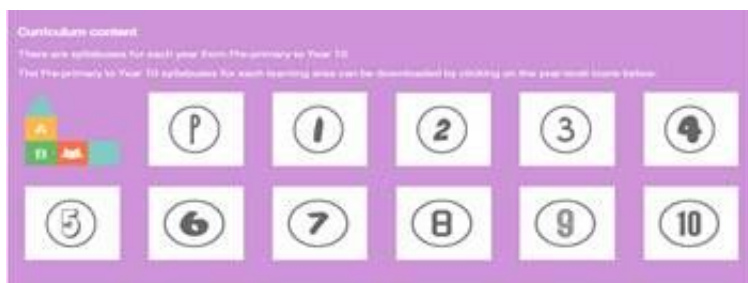 Curriculum content
There are syllabuses for each year from Pre-primary to Year 10
The Pre-primary to Year 10 syllabuses for each learning area can be downloaded by clicking on the year level icons below.
P 1 2 3 4
A
B
5 6 7 8 9 10